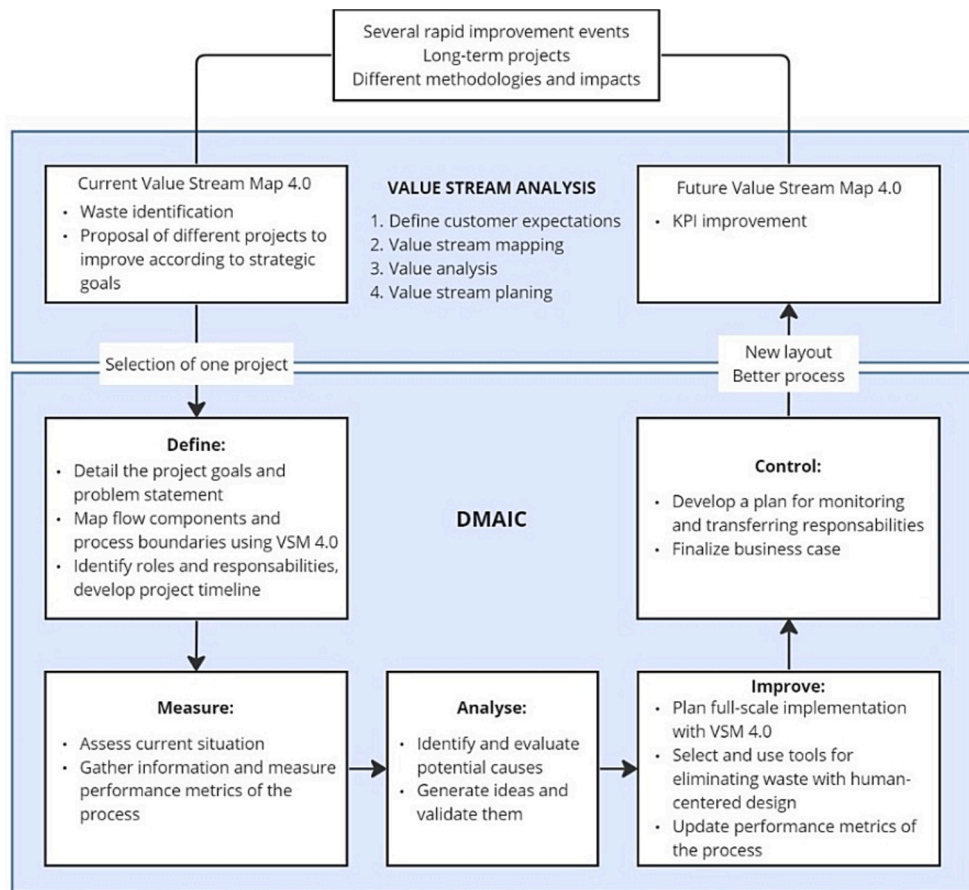 Several rapid improvement events
Long-term projects
Different methodologies and impacts
Current Value Stream Map 4.0
• Waste identification
• Proposal of different projects to
improve according to strategic
goals
VALUE STREAM ANALYSIS
1. Define customer expectations
2. Value stream mapping
3. Value analysis
4. Value stream planing
Future Value Stream Map 4.0
• KPI improvement
Selection of one project
New layout
Better process
Define:
• Detail the project goals and
problem statement
• Map flow components and
process boundaries using VSM 4.0
• Identify roles and responsabilities,
develop project timeline
DMAIC
Control:
• Develop a plan for monitoring
and transferring responsabilities
• Finalize business case
Measure:
• Assess current situation
• Gather information and measure
performance metrics of the
process
Analyse:
• Identify and evaluate
potential causes
• Generate ideas and
validate them
Improve:
• Plan full-scale implementation
with VSM 4.0
• Select and use tools for
eliminating waste with human-
centered design
• Update performance metrics of
the process